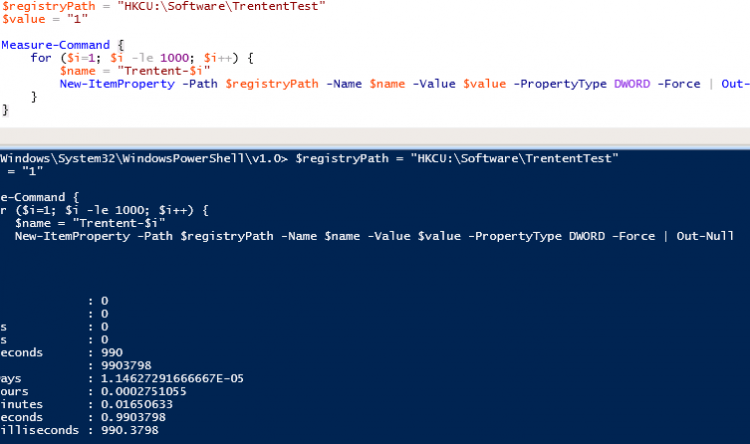 $registryPath = "HKCU:\Software\TrententTest"
$value = "1"
Measure-Command {
for ($i=1; $i -le 1000; $i++) {
$name = "Trentent-$i"
New-ItemProperty -Path $registryPath -Name $name -Value $value -PropertyType DWORD -Force | Out-
}
}
Windows\System32\WindowsPowerShell\v1.0> $registryPath = "HKCU:\Software\TrententTest"
= "1"
e-Command {
r ($i=1; $i -le 1000; $i++) {
$name = "Trentent-$i"
New-ItemProperty -Path $registryPath -Name $name -Value $value -PropertyType DWORD -Force | Out-Null
: 0
: 0
s : 0
s : 0
econds : 990
: 9903798
ays : 1.14627291666667E-05
ours : 0.0002751055
inutes : 0.01650633
econds : 0.9903798
illiseconds : 990.3798